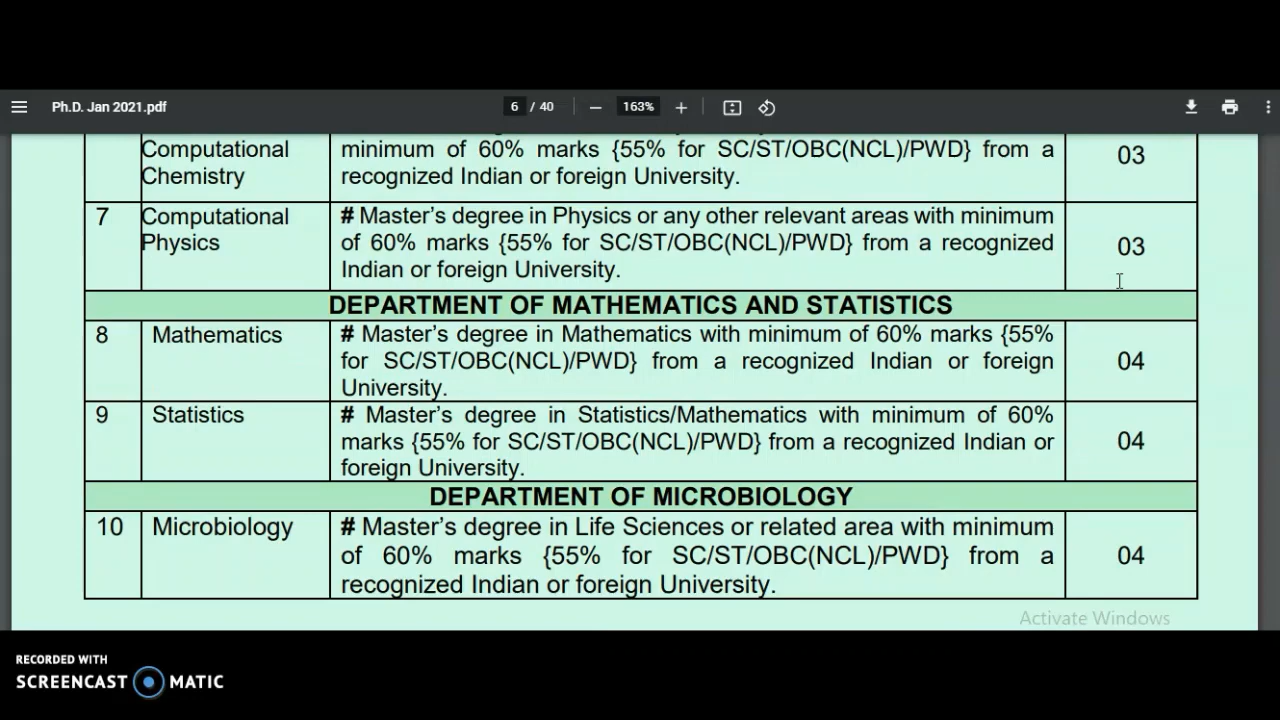 Ph.D. Jan 2021.pdf 6 / 40 163%
Computational minimum of 60% marks {55% for SC/ST/OBC(NCL)/PWD} from a 03
Chemistry recognized Indian or foreign University.
7 Computational # Master's degree in Physics or any other relevant areas with minimum
Physics of 60% marks {55% for SC/ST/OBC(NCL)/PWD} from a recognized 03
Indian or foreign University.
DEPARTMENT OF MATHEMATICS AND STATISTICS
8 Mathematics # Master's degree in Mathematics with minimum of 60% marks {55%
for SC/ST/OBC(NCL)/PWD} from a recognized Indian or foreign 04
University.
9 Statistics # Master's degree in Statistics/Mathematics with minimum of 60%
marks {55% for SC/ST/OBC(NCL)/PWD} from a recognized Indian or 04
foreign University.
DEPARTMENT OF MICROBIOLOGY
10 Microbiology # Master's degree in Life Sciences or related area with minimum
of 60% marks {55% for SC/ST/OBC(NCL)/PWD} from a 04
recognized Indian or foreign University.
Activate Windows
RECORDED WITH
SCREENCAST MATIC